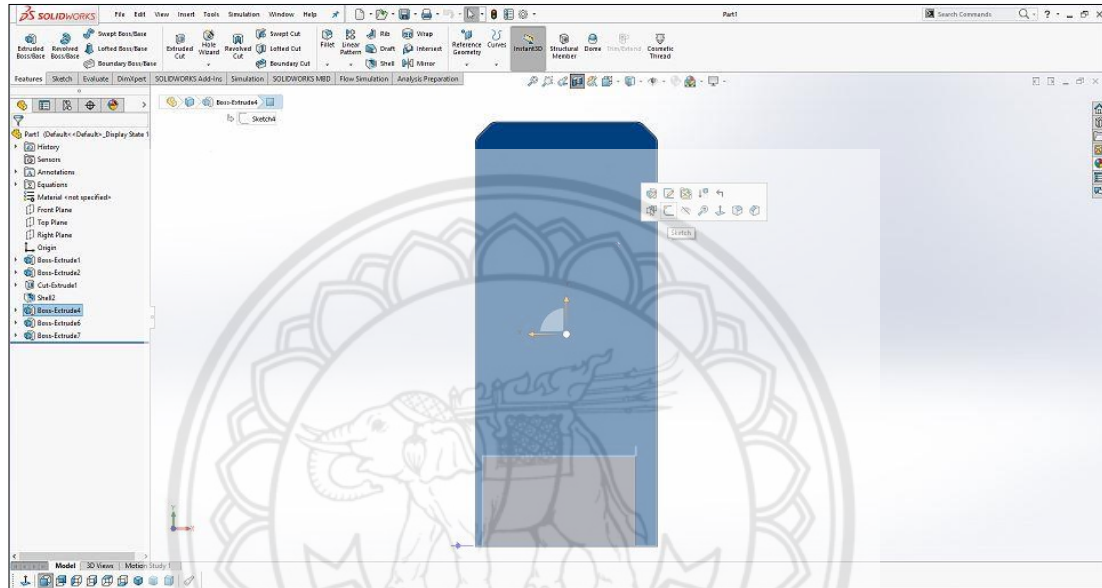 SOLIDWORKS File Edit View Insert Tools Simulation Window Help Part1 Search Commands
Extruded Boss/Base
Revolved Boss/Base
Swept Boss/Base
Lofted Boss/Base
Boundary Boss/Base
Extruded Cut
Hole Wizard
Revolved Cut
Swept Cut
Lofted Cut
Boundary Cut
Fillet
Linear Pattern
Rib
Draft
Shell
Wrap
Intersect
Mirror
Reference Geometry
Curves
Instant3D
Structural Member
Dome
Trim/Extend
Cosmetic Thread
Features Sketch Evaluate DimXpert SOLIDWORKS Add-Ins Simulation SOLIDWORKS MBD Flow Simulation Analysis Preparation
Boss-Extrude4
Sketch4
Part1 (Default<<Default>_Display State 1
History
Sensors
Annotations
Equations
Material <not specified>
Front Plane
Top Plane
Right Plane
Origin
Boss-Extrude1
Boss-Extrude2
Cut-Extrude1
Shell2
Boss-Extrude4
Boss-Extrude6
Boss-Extrude7
Sketch
Model 3D Views Motion Study 1